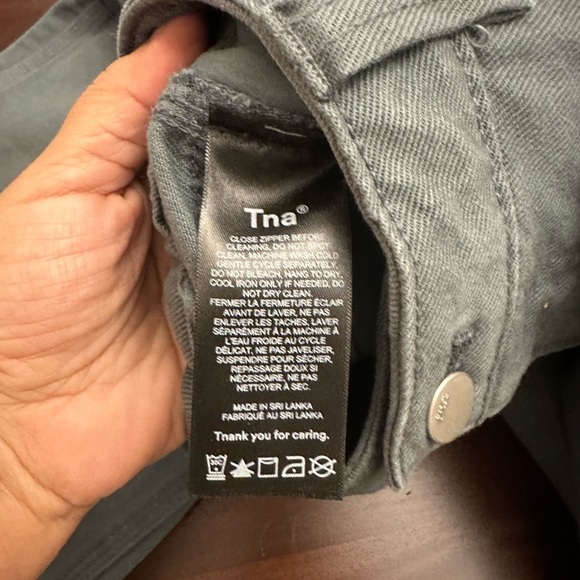 Tna®
CLOSE ZIPPER BEFORE
CLEANING, DO NOT SPOT
CLEAN, MACHINE WASH COLD
GENTLE CYCLE SEPARATELY.
DO NOT BLEACH, HANG TO DRY.
COOL IRON ONLY IF NEEDED, DO
NOT DRY CLEAN.
FERMER LA FERMETURE ÉCLAIR
AVANT DE LAVER, NE PAS
ENLEVER LES TACHES, LAVER
SÉPARÉMENT À LA MACHINE À
L'EAU FROIDE AU CYCLE
DÉLICAT, NE PAS JAVELISER,
SUSPENDRE POUR SÉCHER,
REPASSAGE DOUX SI
NÉCESSAIRE, NE PAS
NETTOYER À SEC.
MADE IN SRI LANKA
FABRIQUÉ AU SRI LANKA
Thank you for caring.
30C